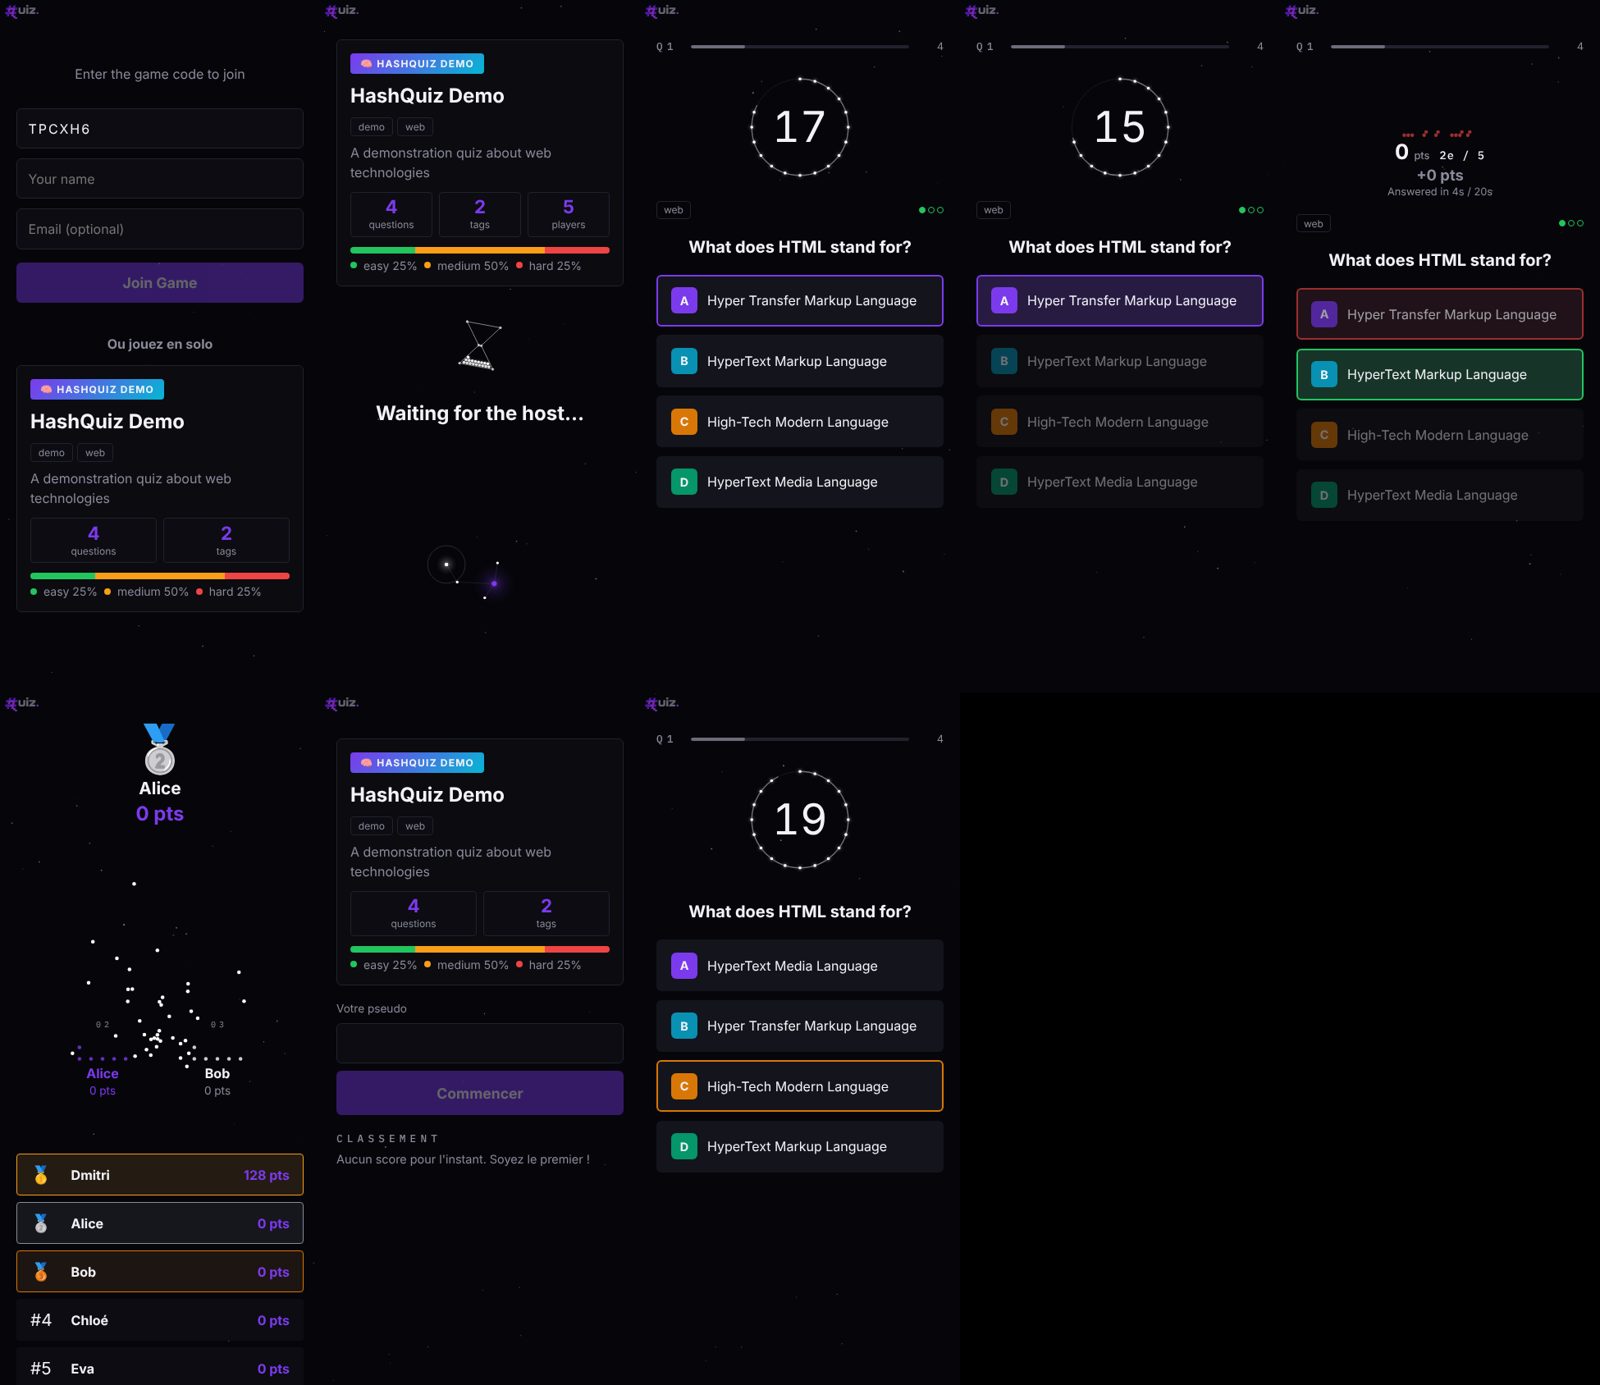 #uiz.
Enter the game code to join
TPCXH6
Your name
Email (optional)
Join Game
Ou jouez en solo
🧠 HASHQUIZ DEMO
HashQuiz Demo
demo web
A demonstration quiz about web
technologies
4 2
questions tags
easy 25% medium 50% hard 25%
#uiz.
🧠 HASHQUIZ DEMO
HashQuiz Demo
demo web
A demonstration quiz about web
technologies
4 2 5
questions tags players
easy 25% medium 50% hard 25%
Waiting for the host...
#uiz.
Q1 4
17
web
What does HTML stand for?
A Hyper Transfer Markup Language
B HyperText Markup Language
C High-Tech Modern Language
D HyperText Media Language
#uiz.
Q1 4
15
web
What does HTML stand for?
A Hyper Transfer Markup Language
B HyperText Markup Language
C High-Tech Modern Language
D HyperText Media Language
#uiz.
Q1 4
0 pts 2e / 5
+0 pts
Answered in 4s / 20s
web
What does HTML stand for?
A Hyper Transfer Markup Language
B HyperText Markup Language
C High-Tech Modern Language
D HyperText Media Language
#uiz.
2
Alice
0 pts
02 03
Alice Bob
0 pts 0 pts
Dmitri 128 pts
Alice 0 pts
Bob 0 pts
#4 Chloé 0 pts
#5 Eva 0 pts
#uiz.
🧠 HASHQUIZ DEMO
HashQuiz Demo
demo web
A demonstration quiz about web
technologies
4 2
questions tags
easy 25% medium 50% hard 25%
Votre pseudo
Commencer
CLASSEMENT
Aucun score pour l'instant. Soyez le premier !
#uiz.
Q1 4
19
What does HTML stand for?
A HyperText Media Language
B Hyper Transfer Markup Language
C High-Tech Modern Language
D HyperText Markup Language